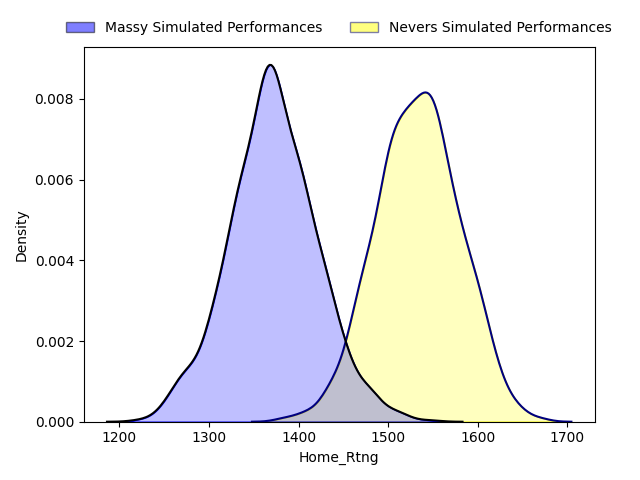 Massy Simulated Performances Nevers Simulated Performances
Density
0.008
0.006
0.004
0.002
0.000
1200 1300 1400 1500 1600 1700
Home_Rtng